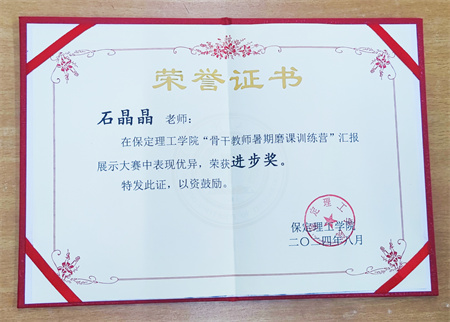 荣誉证书
石晶晶 老师：
在保定理工学院“骨干教师暑期磨课训练营”汇报
展示大赛中表现优异，荣获进步奖。
特发此证，以资鼓励。
保定理工学院
二〇二四年八月